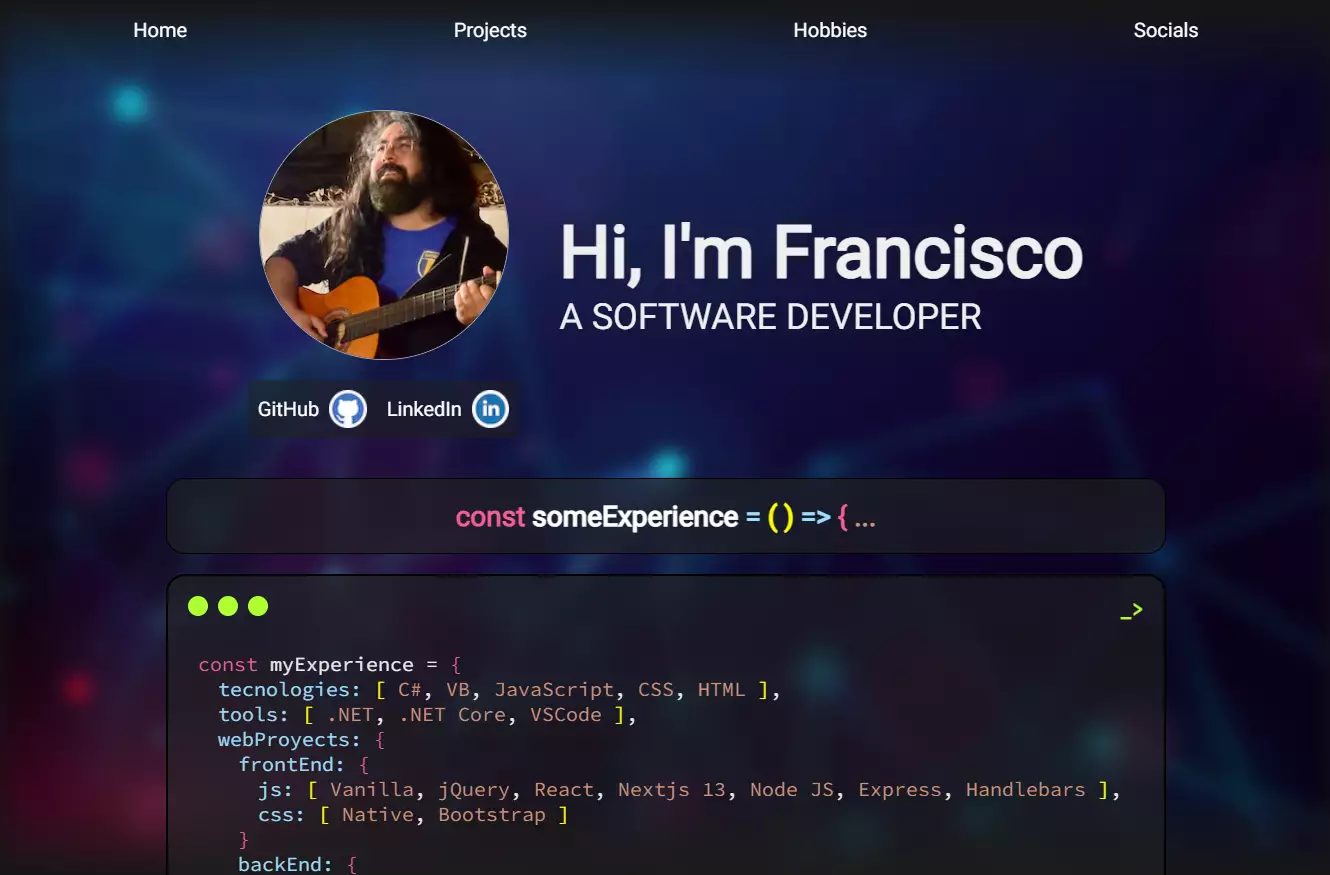 Home Projects Hobbies Socials
Hi, I'm Francisco
A SOFTWARE DEVELOPER
GitHub LinkedIn in
const someExperience = () => { ...
_>
const myExperience = {
tecnologies: [ C#, VB, JavaScript, CSS, HTML ],
tools: [ .NET, .NET Core, VSCode ],
webProyects: {
frontEnd: {
js: [ Vanilla, jQuery, React, Nextjs 13, Node JS, Express, Handlebars ],
css: [ Native, Bootstrap ]
}
backEnd: {